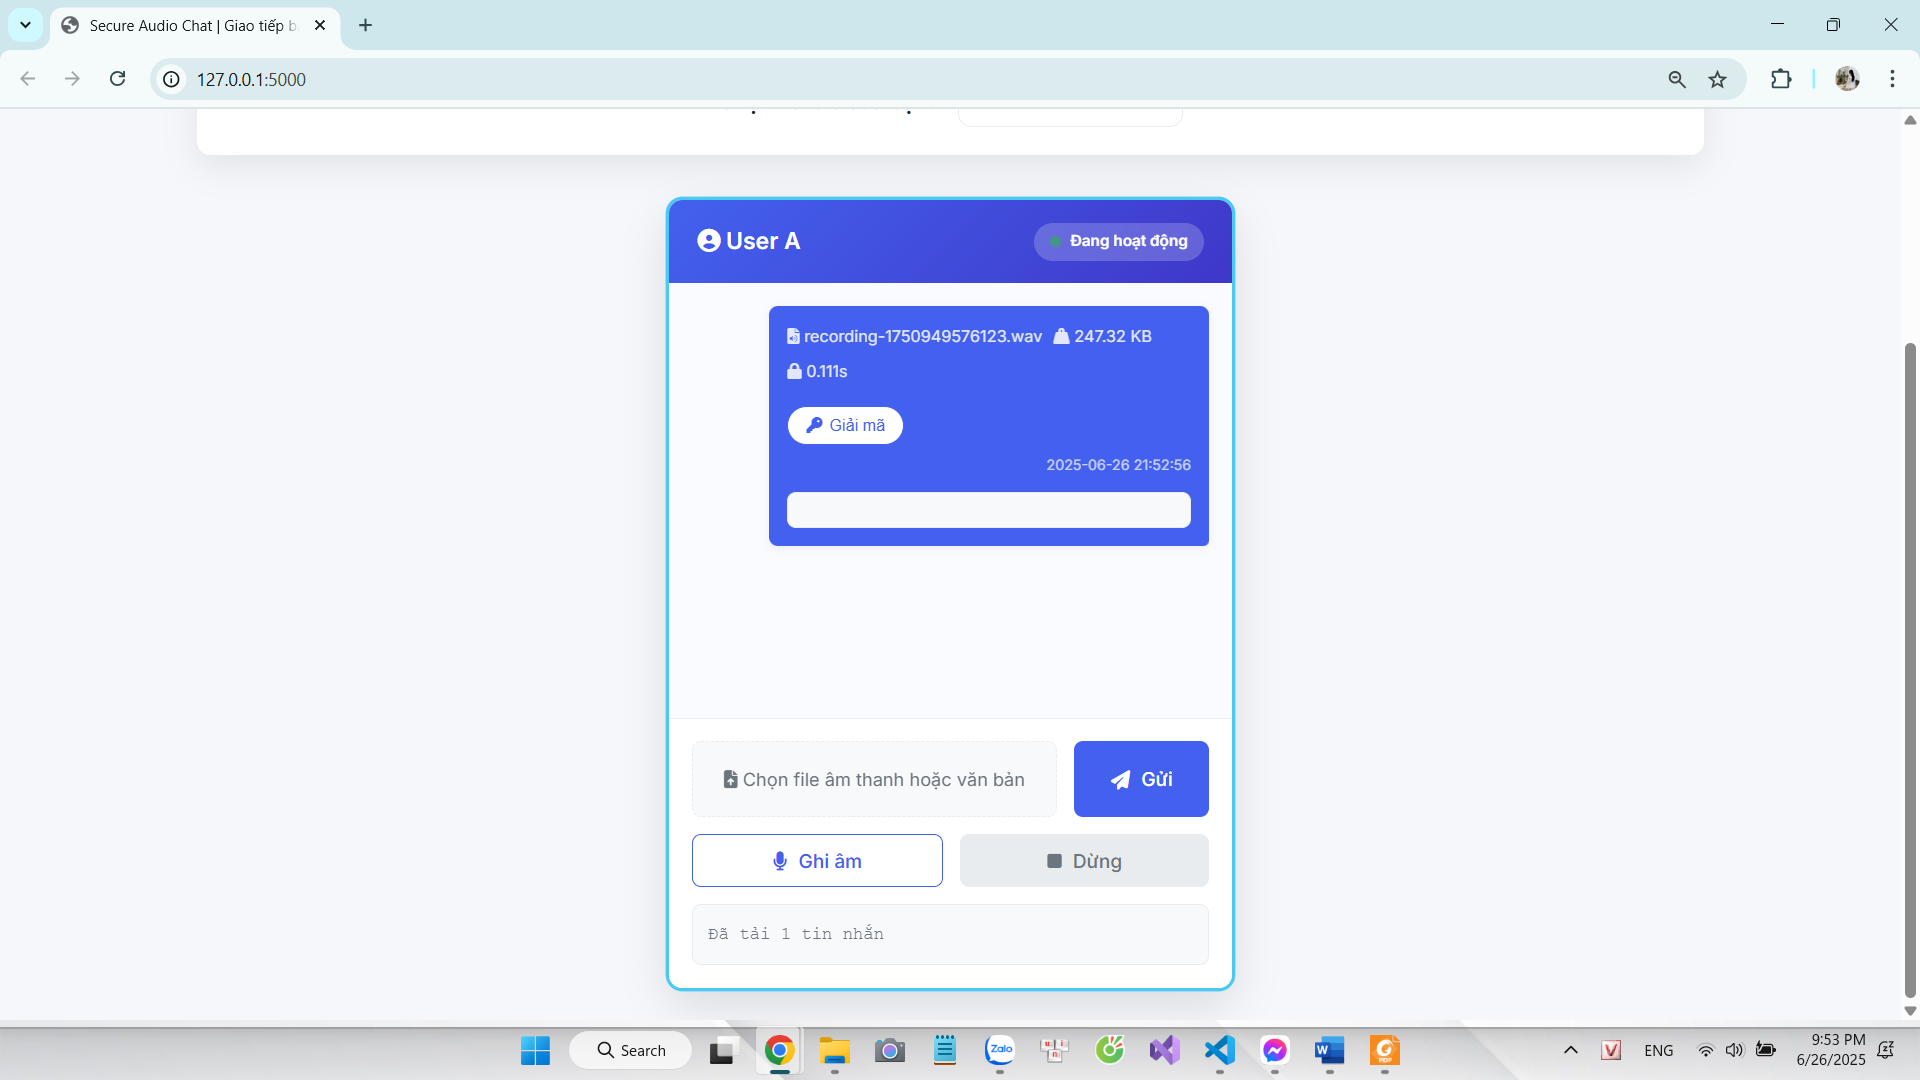 Secure Audio Chat | Giao tiếp b
127.0.0.1:5000
User A
Đang hoạt động
recording-1750949576123.wav 247.32 KB
0.111s
Giải mã
2025-06-26 21:52:56
Chọn file âm thanh hoặc văn bản
Gửi
Ghi âm
Dừng
Đã tải 1 tin nhắn
Search
Zalo
ENG
9:53 PM
6/26/2025